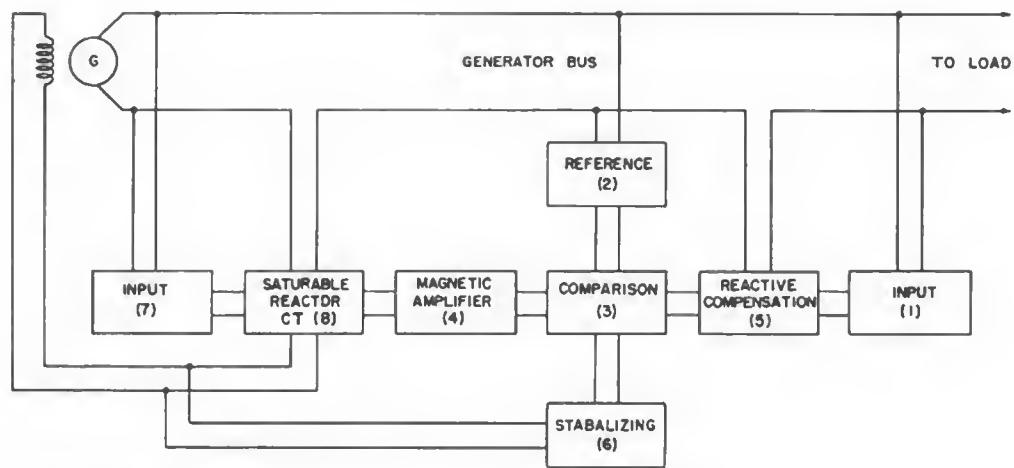 G
GENERATOR BUS
TO LOAD
REFERENCE
(2)
INPUT
(7)
SATURABLE
REACTOR
CT (8)
MAGNETIC
AMPLIFIER
(4)
COMPARISON
(3)
REACTIVE
COMPENSATION
(5)
INPUT
(1)
STABALIZING
(6)